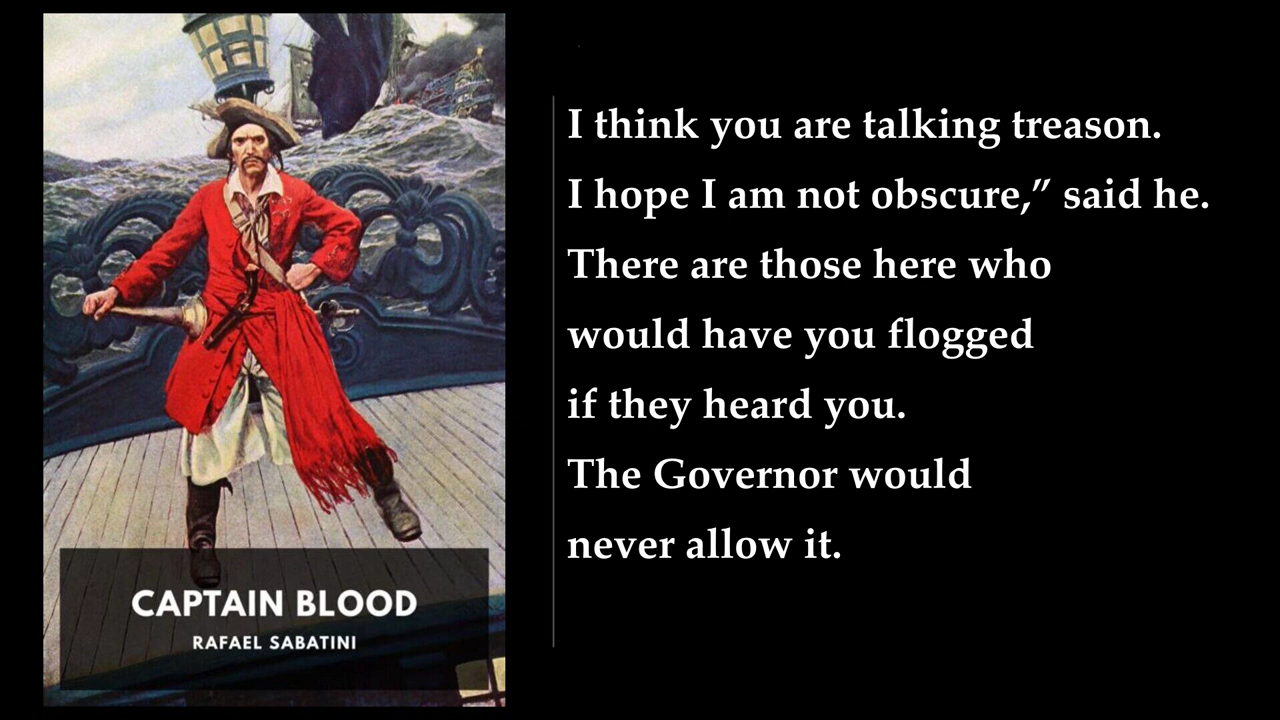 CAPTAIN BLOOD
RAFAEL SABATINI
I think you are talking treason.
I hope I am not obscure,” said he.
There are those here who
would have you flogged
if they heard you.
The Governor would
never allow it.